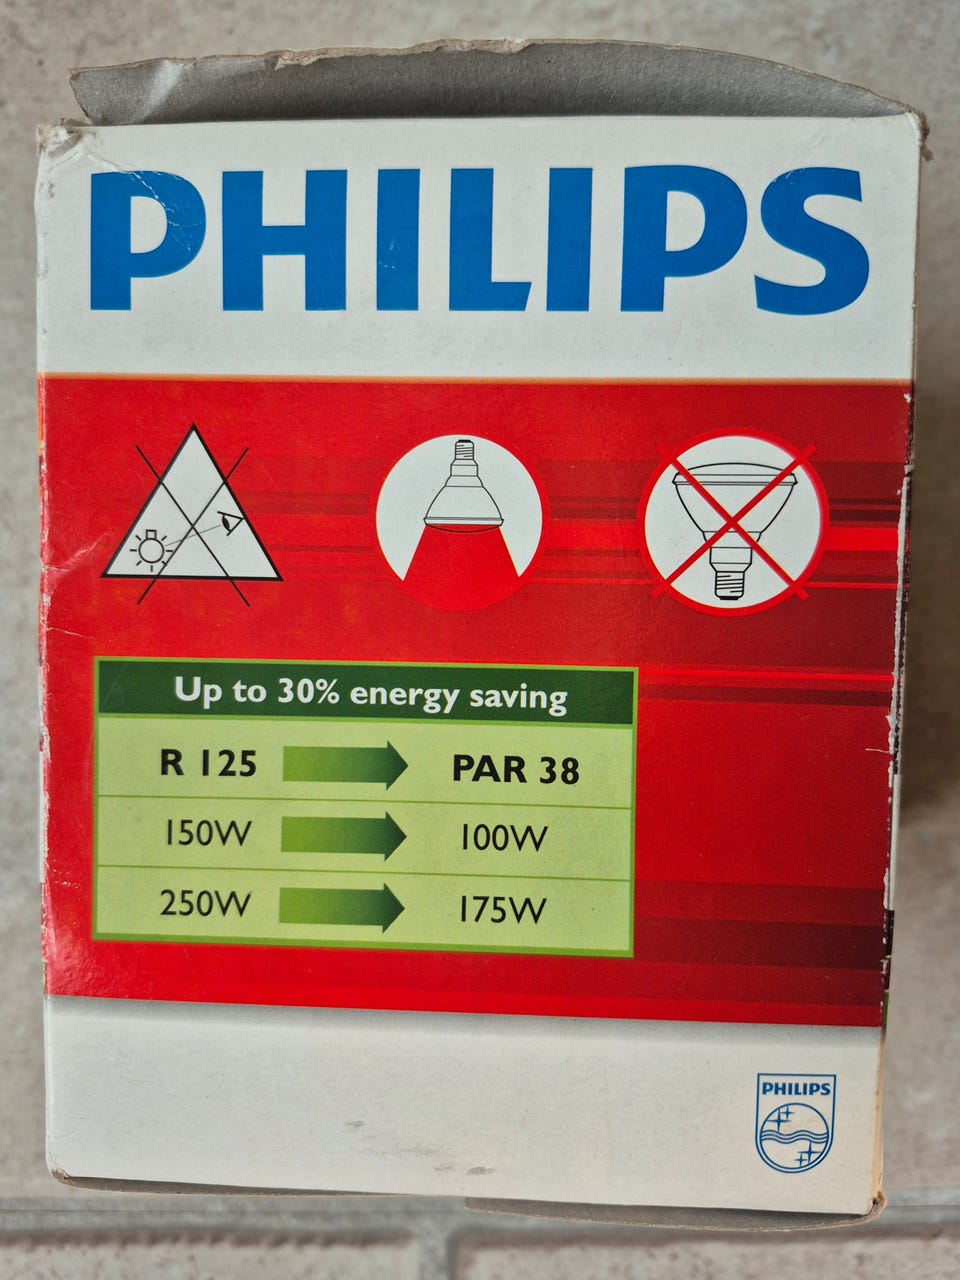 PHILIPS
Up to 30% energy saving
R 125 PAR 38
150W 100W
250W 175W
PHILIPS